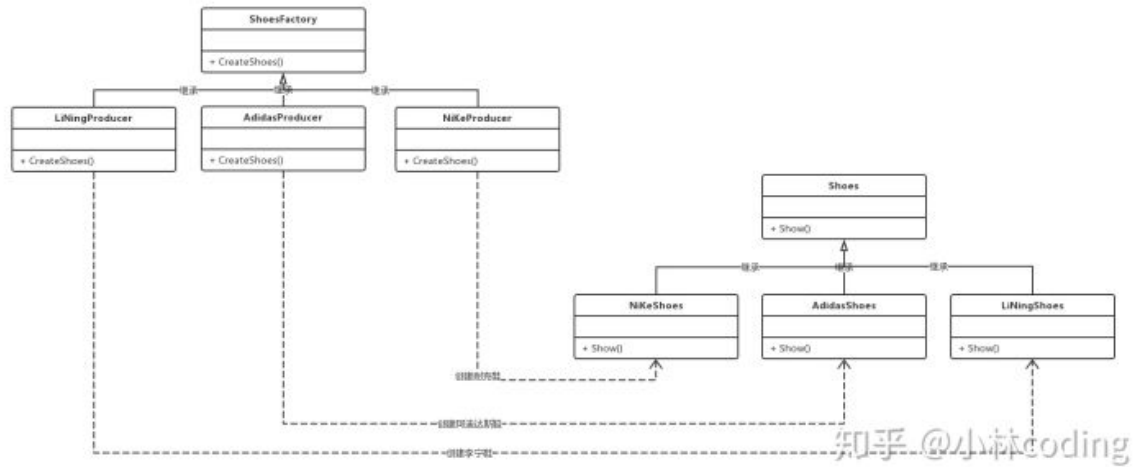 ShoesFactory
+ CreateShoes()
继承
继承
继承
LiNingProducer
+ CreateShoes()
AdidasProducer
+ CreateShoes()
NiKeProducer
+ CreateShoes()
Shoes
+ Show()
继承
继承
继承
NiKeShoes
+ Show()
AdidasShoes
+ Show()
LiNingShoes
+ Show()
创建耐克鞋
创建阿迪达斯鞋
创建李宁鞋
知乎 @小林coding